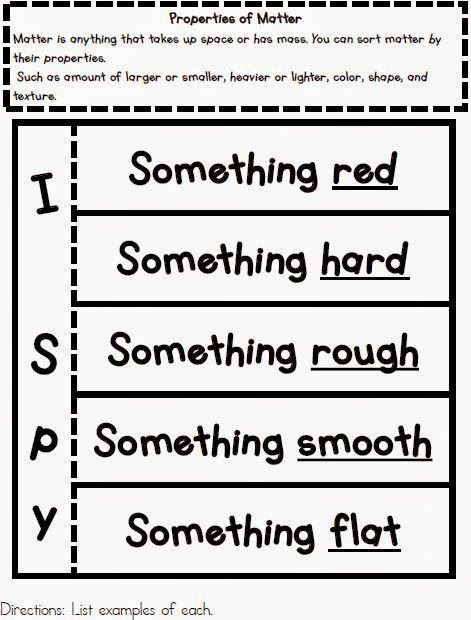 Properties of Matter
Matter is anything that takes up space or has mass. You can sort matter by
their properties.
Such as amount of larger or smaller, heavier or lighter, color, shape, and
texture.
I
Something red
Something hard
S
Something rough
p
Something smooth
y
Something flat
Directions: List examples of each.